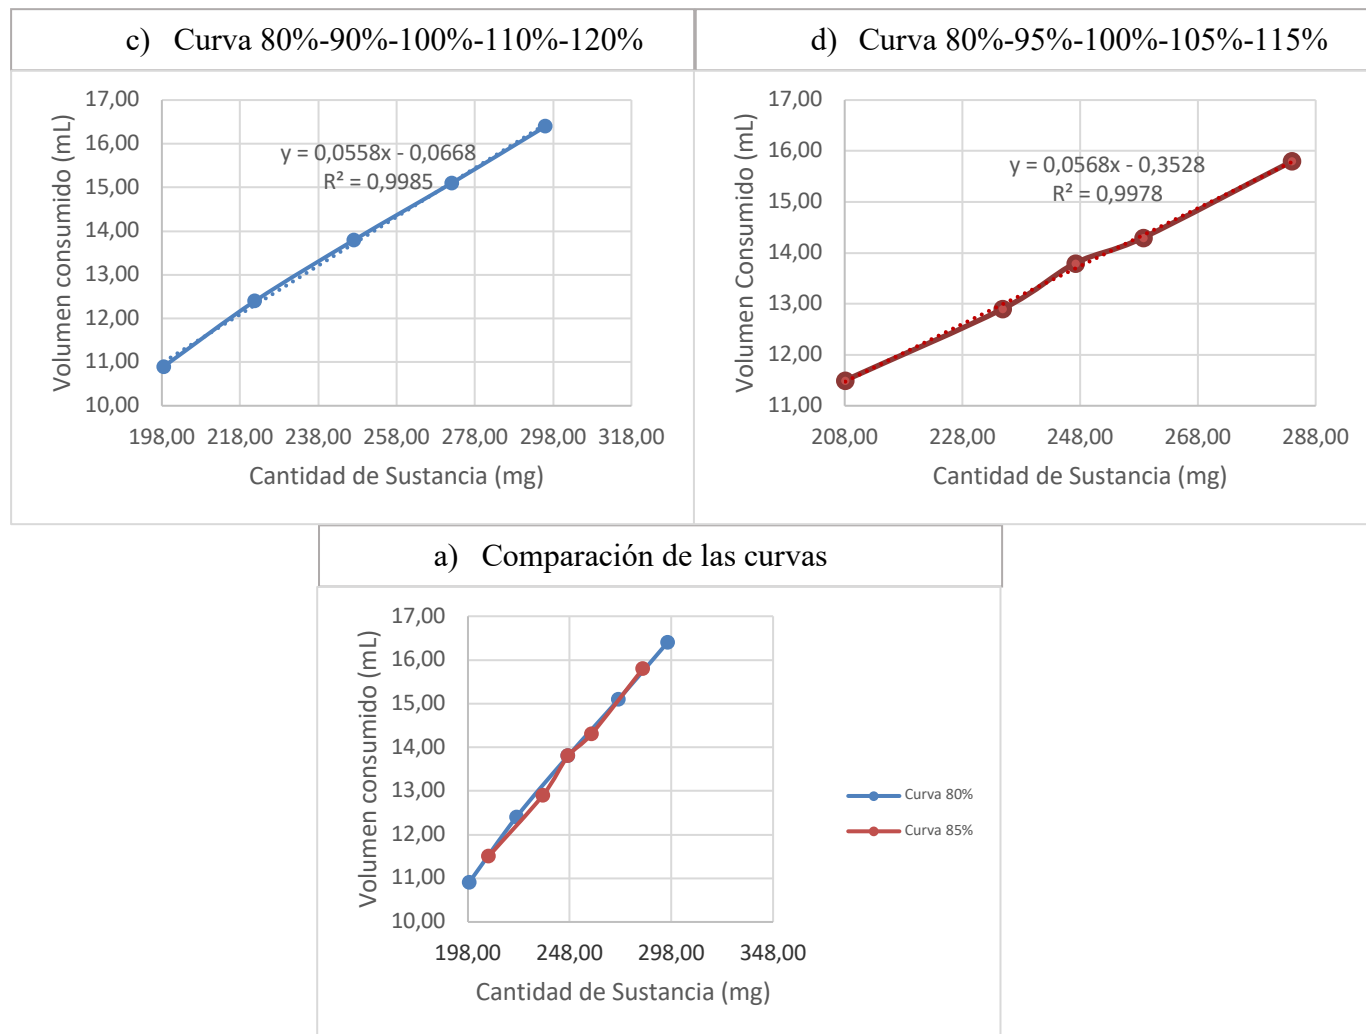 c) Curva 80%-90%-100%-110%-120%
17,00
16,00
15,00
14,00
13,00
12,00
11,00
10,00
Volumen consumido (mL)
y = 0,0558x - 0,0668
R² = 0,9985
198,00 218,00 238,00 258,00 278,00 298,00 318,00
Cantidad de Sustancia (mg)
d) Curva 80%-95%-100%-105%-115%
17,00
16,00
15,00
14,00
13,00
12,00
11,00
Volumen Consumido (mL)
y = 0,0568x - 0,3528
R² = 0,9978
208,00 228,00 248,00 268,00 288,00
Cantidad de Sustancia (mg)
a) Comparación de las curvas
17,00
16,00
15,00
14,00
13,00
12,00
11,00
10,00
Volumen consumido (mL)
198,00 248,00 298,00 348,00
Cantidad de Sustancia (mg)
Curva 80%
Curva 85%